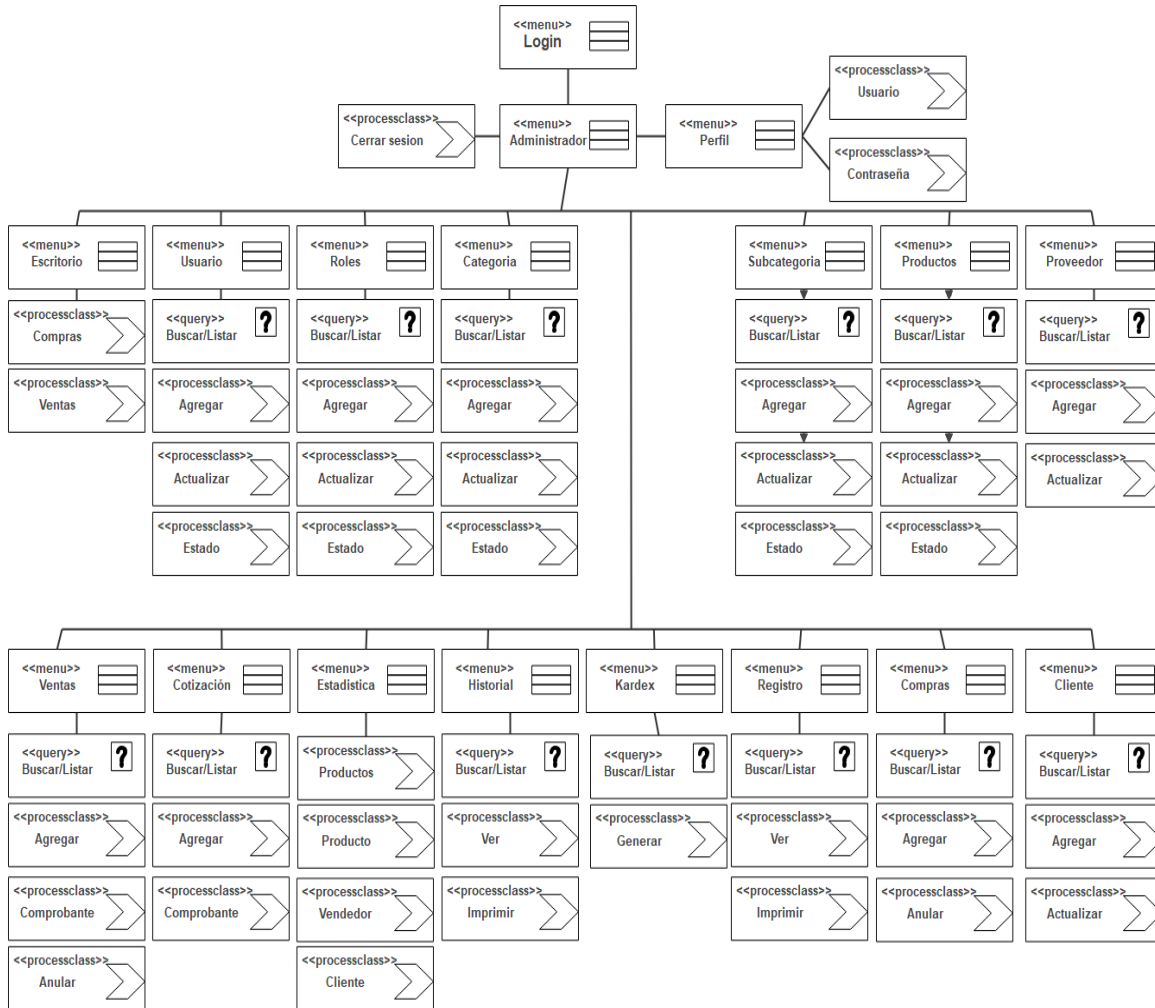 <<menu>>
Login
<<processclass>>
Usuario
<<processclass>>
Cerrar sesion
<<menu>>
Administrador
<<menu>>
Perfil
<<processclass>>
Contraseña
<<menu>>
Escritorio
<<menu>>
Usuario
<<menu>>
Roles
<<menu>>
Categoria
<<menu>>
Subcategoria
<<menu>>
Productos
<<menu>>
Proveedor
<<processclass>>
Compras
<<query>>
Buscar/Listar
<<query>>
Buscar/Listar
<<query>>
Buscar/Listar
<<query>>
Buscar/Listar
<<query>>
Buscar/Listar
<<query>>
Buscar/Listar
<<processclass>>
Ventas
<<processclass>>
Agregar
<<processclass>>
Agregar
<<processclass>>
Agregar
<<processclass>>
Agregar
<<processclass>>
Agregar
<<processclass>>
Agregar
<<processclass>>
Actualizar
<<processclass>>
Actualizar
<<processclass>>
Actualizar
<<processclass>>
Actualizar
<<processclass>>
Actualizar
<<processclass>>
Actualizar
<<processclass>>
Estado
<<processclass>>
Estado
<<processclass>>
Estado
<<processclass>>
Estado
<<processclass>>
Estado
<<menu>>
Ventas
<<menu>>
Cotización
<<menu>>
Estadistica
<<menu>>
Historial
<<menu>>
Kardex
<<menu>>
Registro
<<menu>>
Compras
<<menu>>
Cliente
<<query>>
Buscar/Listar
<<query>>
Buscar/Listar
<<processclass>>
Productos
<<query>>
Buscar/Listar
<<query>>
Buscar/Listar
<<query>>
Buscar/Listar
<<query>>
Buscar/Listar
<<query>>
Buscar/Listar
<<processclass>>
Agregar
<<processclass>>
Agregar
<<processclass>>
Producto
<<processclass>>
Ver
<<processclass>>
Generar
<<processclass>>
Ver
<<processclass>>
Agregar
<<processclass>>
Agregar
<<processclass>>
Comprobante
<<processclass>>
Comprobante
<<processclass>>
Vendedor
<<processclass>>
Imprimir
<<processclass>>
Imprimir
<<processclass>>
Anular
<<processclass>>
Actualizar
<<processclass>>
Anular
<<processclass>>
Cliente